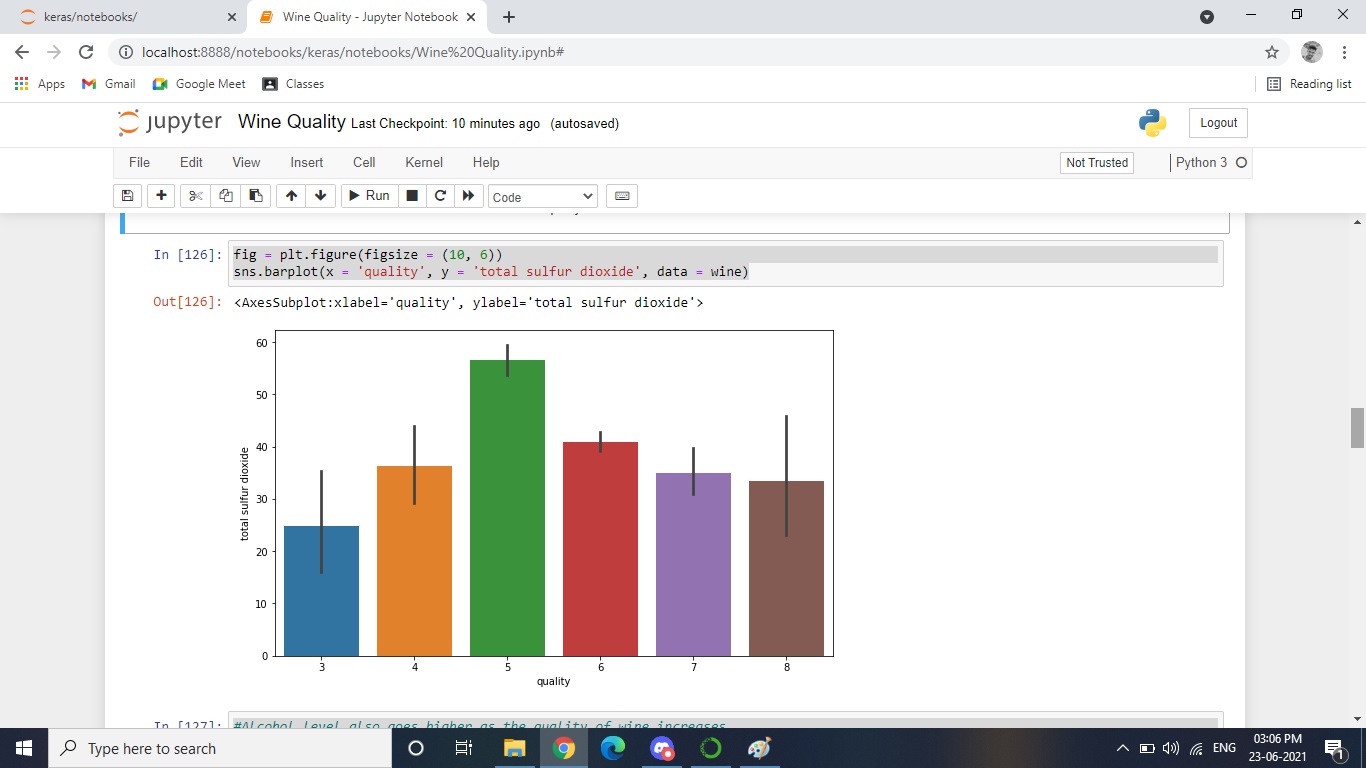 keras/notebooks/
Wine Quality - Jupyter Notebook
localhost:8888/notebooks/keras/notebooks/Wine%20Quality.ipynb#
Apps Gmail Google Meet Classes Reading list
jupyter Wine Quality Last Checkpoint: 10 minutes ago (autosaved) Logout
File Edit View Insert Cell Kernel Help Not Trusted Python 3
Run Code
In [126]: fig = plt.figure(figsize = (10, 6))
sns.barplot(x = 'quality', y = 'total sulfur dioxide', data = wine)
Out[126]: <AxesSubplot:xlabel='quality', ylabel='total sulfur dioxide'>
60
50
40
30
20
10
0
total sulfur dioxide
3 4 5 6 7 8
quality
In [127]: #Alcohol level also goes higher as the quality of wine increases
Type here to search
ENG
03:06 PM
23-06-2021
1